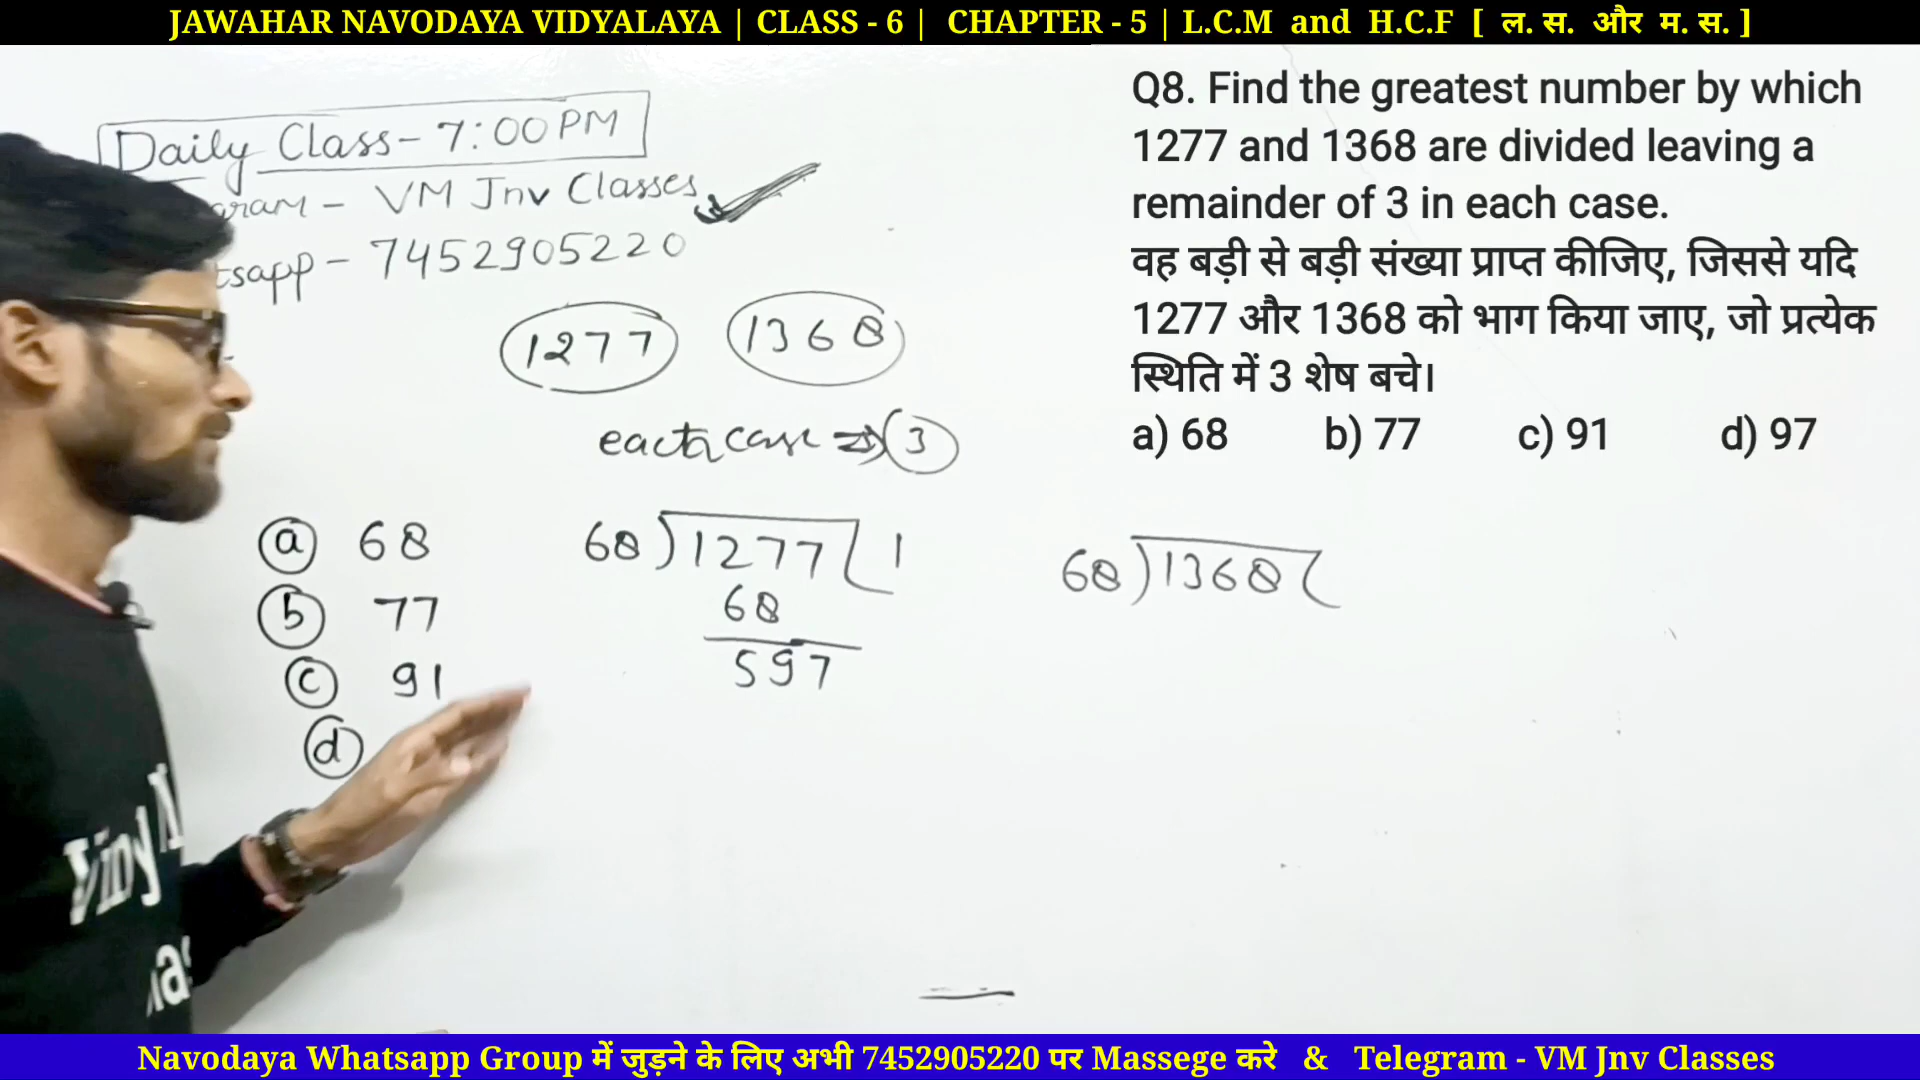 JAWAHAR NAVODAYA VIDYALAYA | CLASS - 6 | CHAPTER - 5 | L.C.M and H.C.F [ ल. स. और म. स. ]
Daily Class - 7:00 PM
gram - VM Jnv Classes
tsapp - 7452905220
1277 1368
each case ⇒ 3
Q8. Find the greatest number by which
1277 and 1368 are divided leaving a
remainder of 3 in each case.
वह बड़ी से बड़ी संख्या प्राप्त कीजिए, जिससे यदि
1277 और 1368 को भाग किया जाए, जो प्रत्येक
स्थिति में 3 शेष बचे।
a) 68 b) 77 c) 91 d) 97
a 68
b 77
c 91
d
68 ) 1277 ( 1
68
597
68 ) 1368 (
Navodaya Whatsapp Group में जुड़ने के लिए अभी 7452905220 पर Massege करे & Telegram - VM Jnv Classes